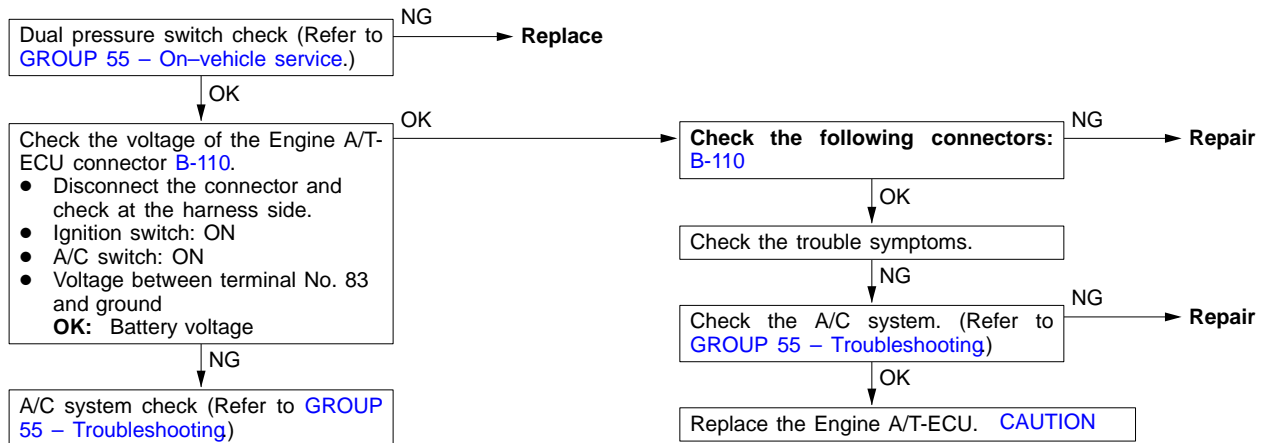 Dual pressure switch check (Refer to
GROUP 55 – On–vehicle service.)
NG
Replace
OK
Check the voltage of the Engine A/T-
ECU connector B-110.
● Disconnect the connector and
check at the harness side.
● Ignition switch: ON
● A/C switch: ON
● Voltage between terminal No. 83
and ground
OK: Battery voltage
OK
NG
A/C system check (Refer to GROUP
55 – Troubleshooting.)
Check the following connectors:
B-110
NG
Repair
OK
Check the trouble symptoms.
NG
Check the A/C system. (Refer to
GROUP 55 – Troubleshooting.)
NG
Repair
OK
Replace the Engine A/T-ECU. CAUTION